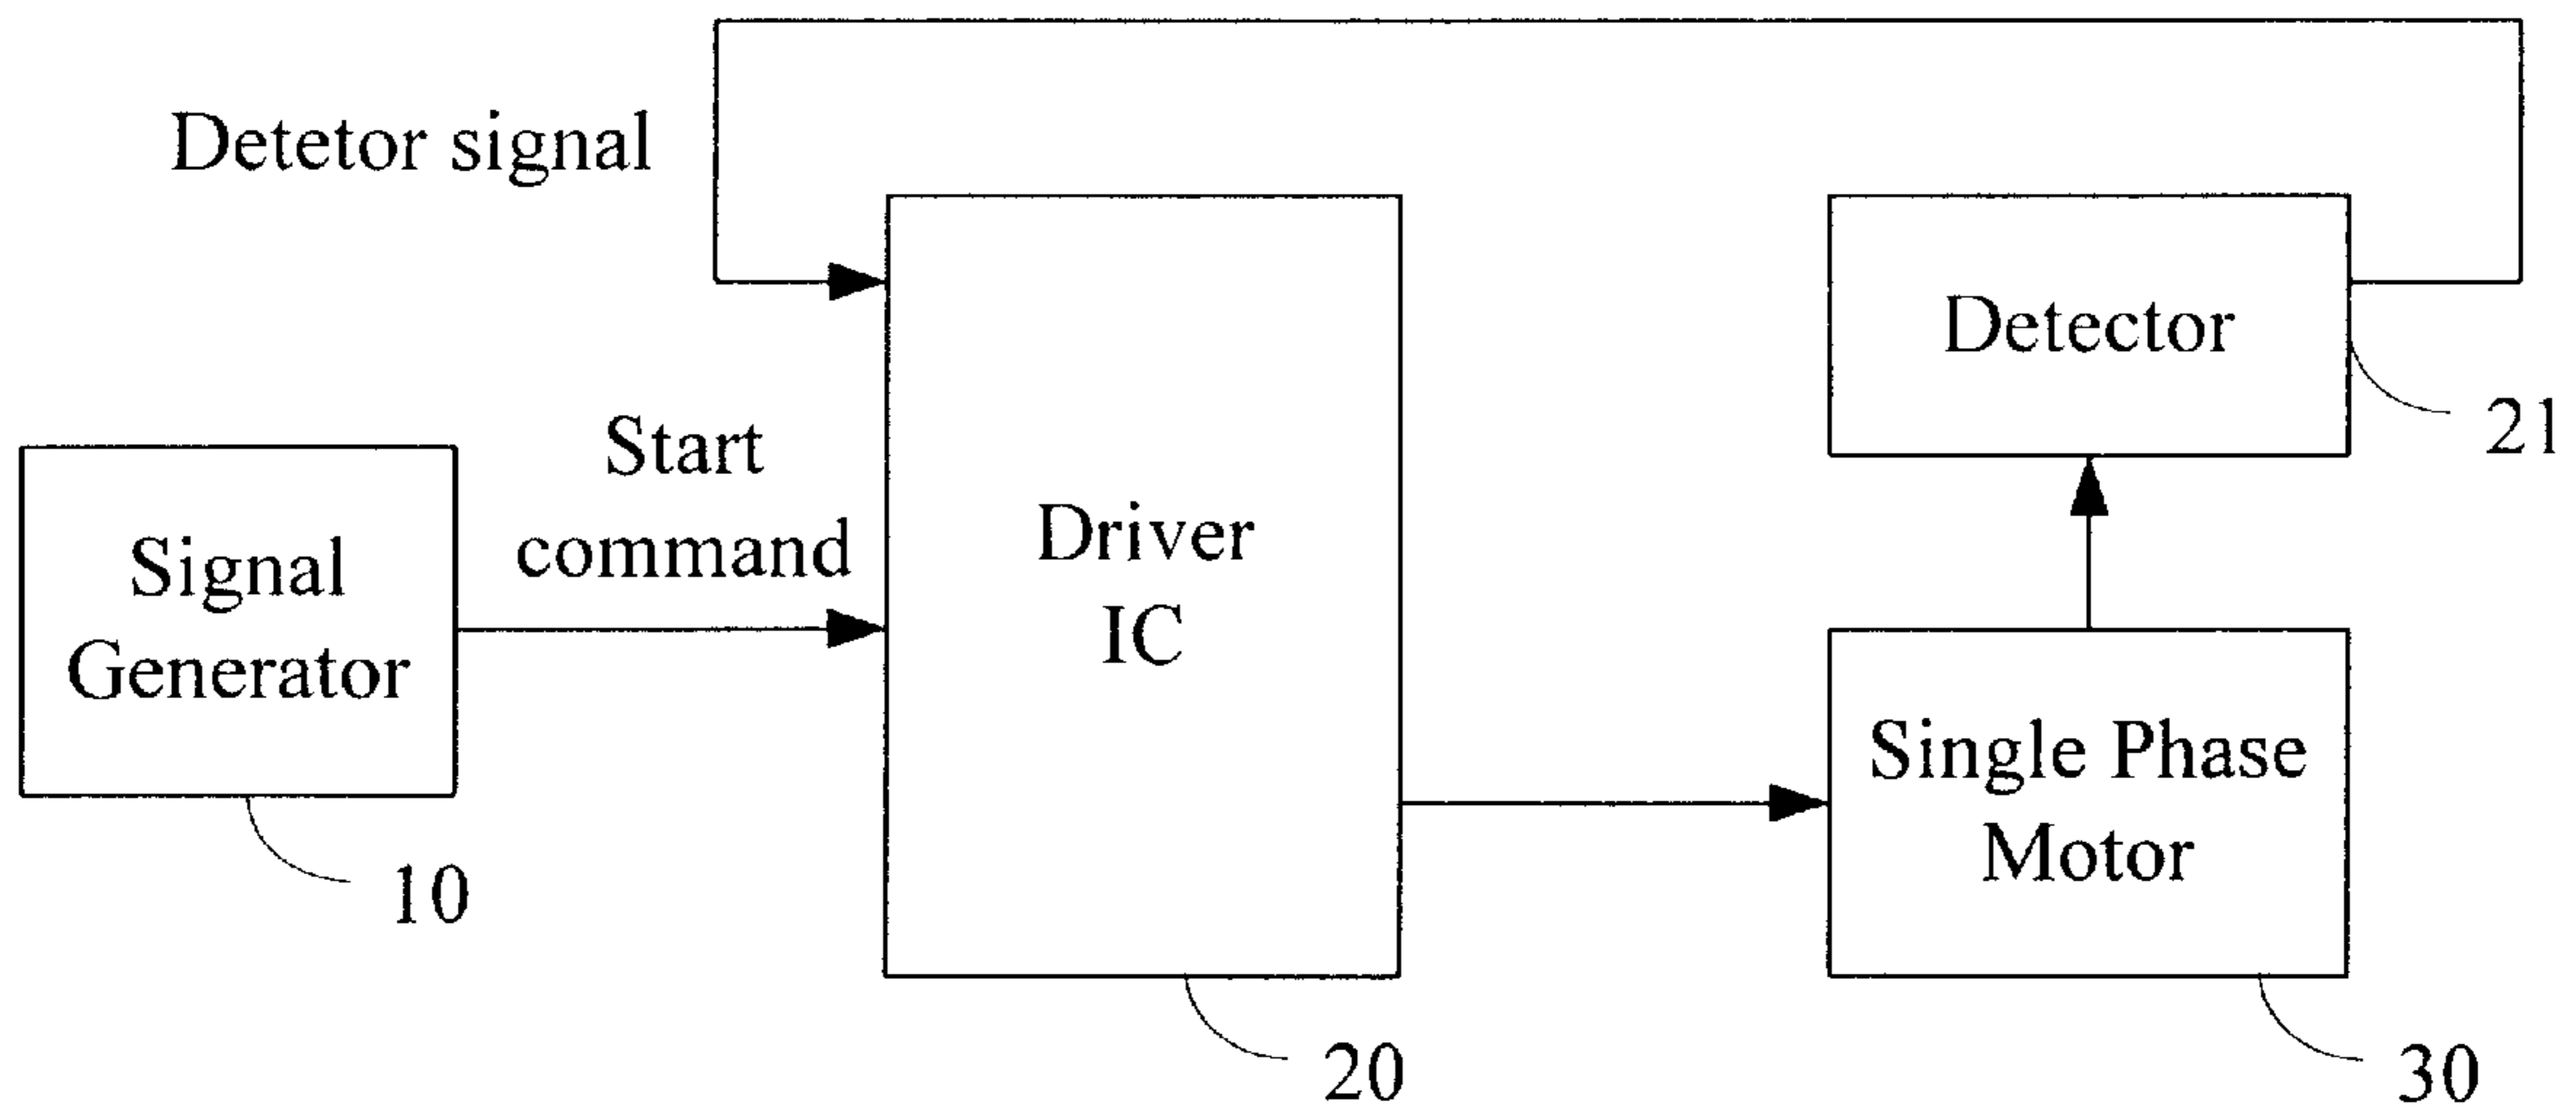 Detetor signal
Detector
21
Start
command
Signal
Generator
10
Driver
IC
20
Single Phase
Motor
30